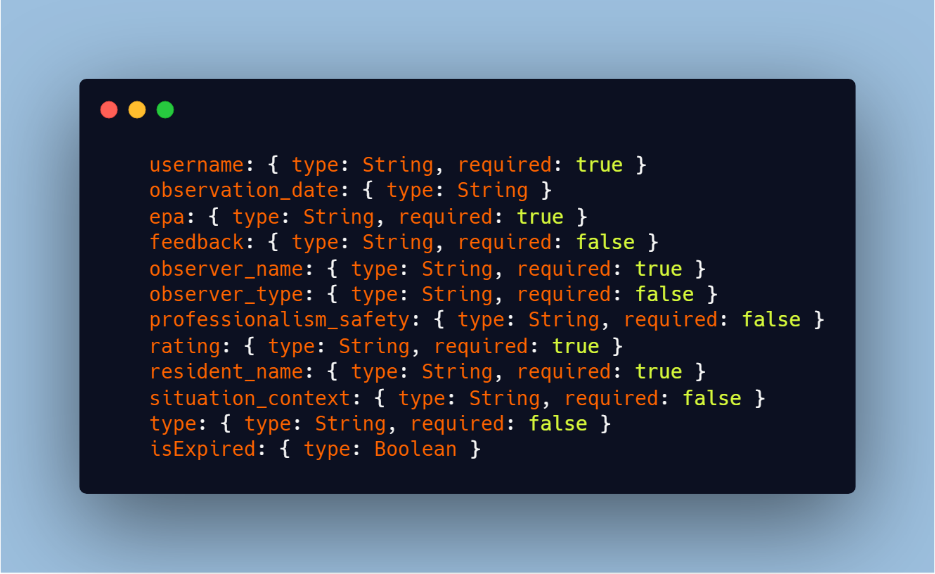 username: { type: String, required: true }
observation_date: { type: String }
epa: { type: String, required: true }
feedback: { type: String, required: false }
observer_name: { type: String, required: true }
observer_type: { type: String, required: false }
professionalism_safety: { type: String, required: false }
rating: { type: String, required: true }
resident_name: { type: String, required: true }
situation_context: { type: String, required: false }
type: { type: String, required: false }
isExpired: { type: Boolean }